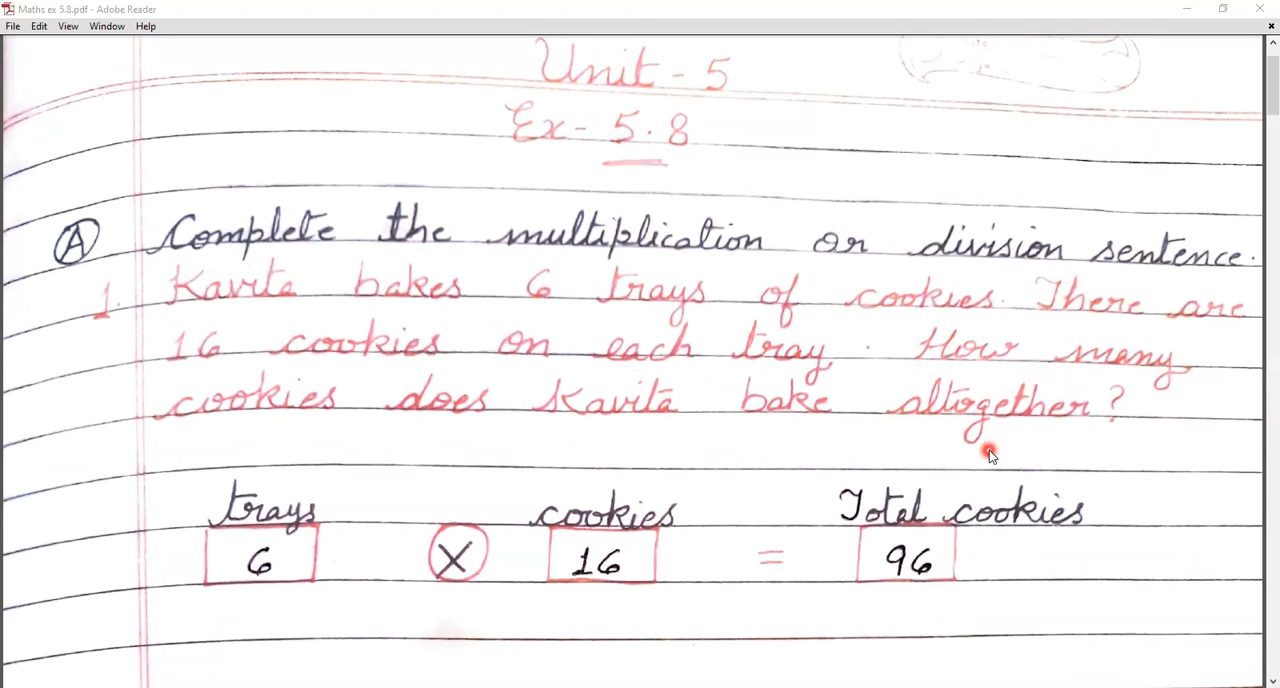 Maths ex 5.8.pdf - Adobe Reader
File Edit View Window Help
Unit - 5
Ex - 5.8
A Complete the multiplication or division sentence.
1. Kavita bakes 6 trays of cookies. There are
16 cookies on each tray. How many
cookies does Kavita bake altogether?
trays cookies Total cookies
6 X 16 = 96